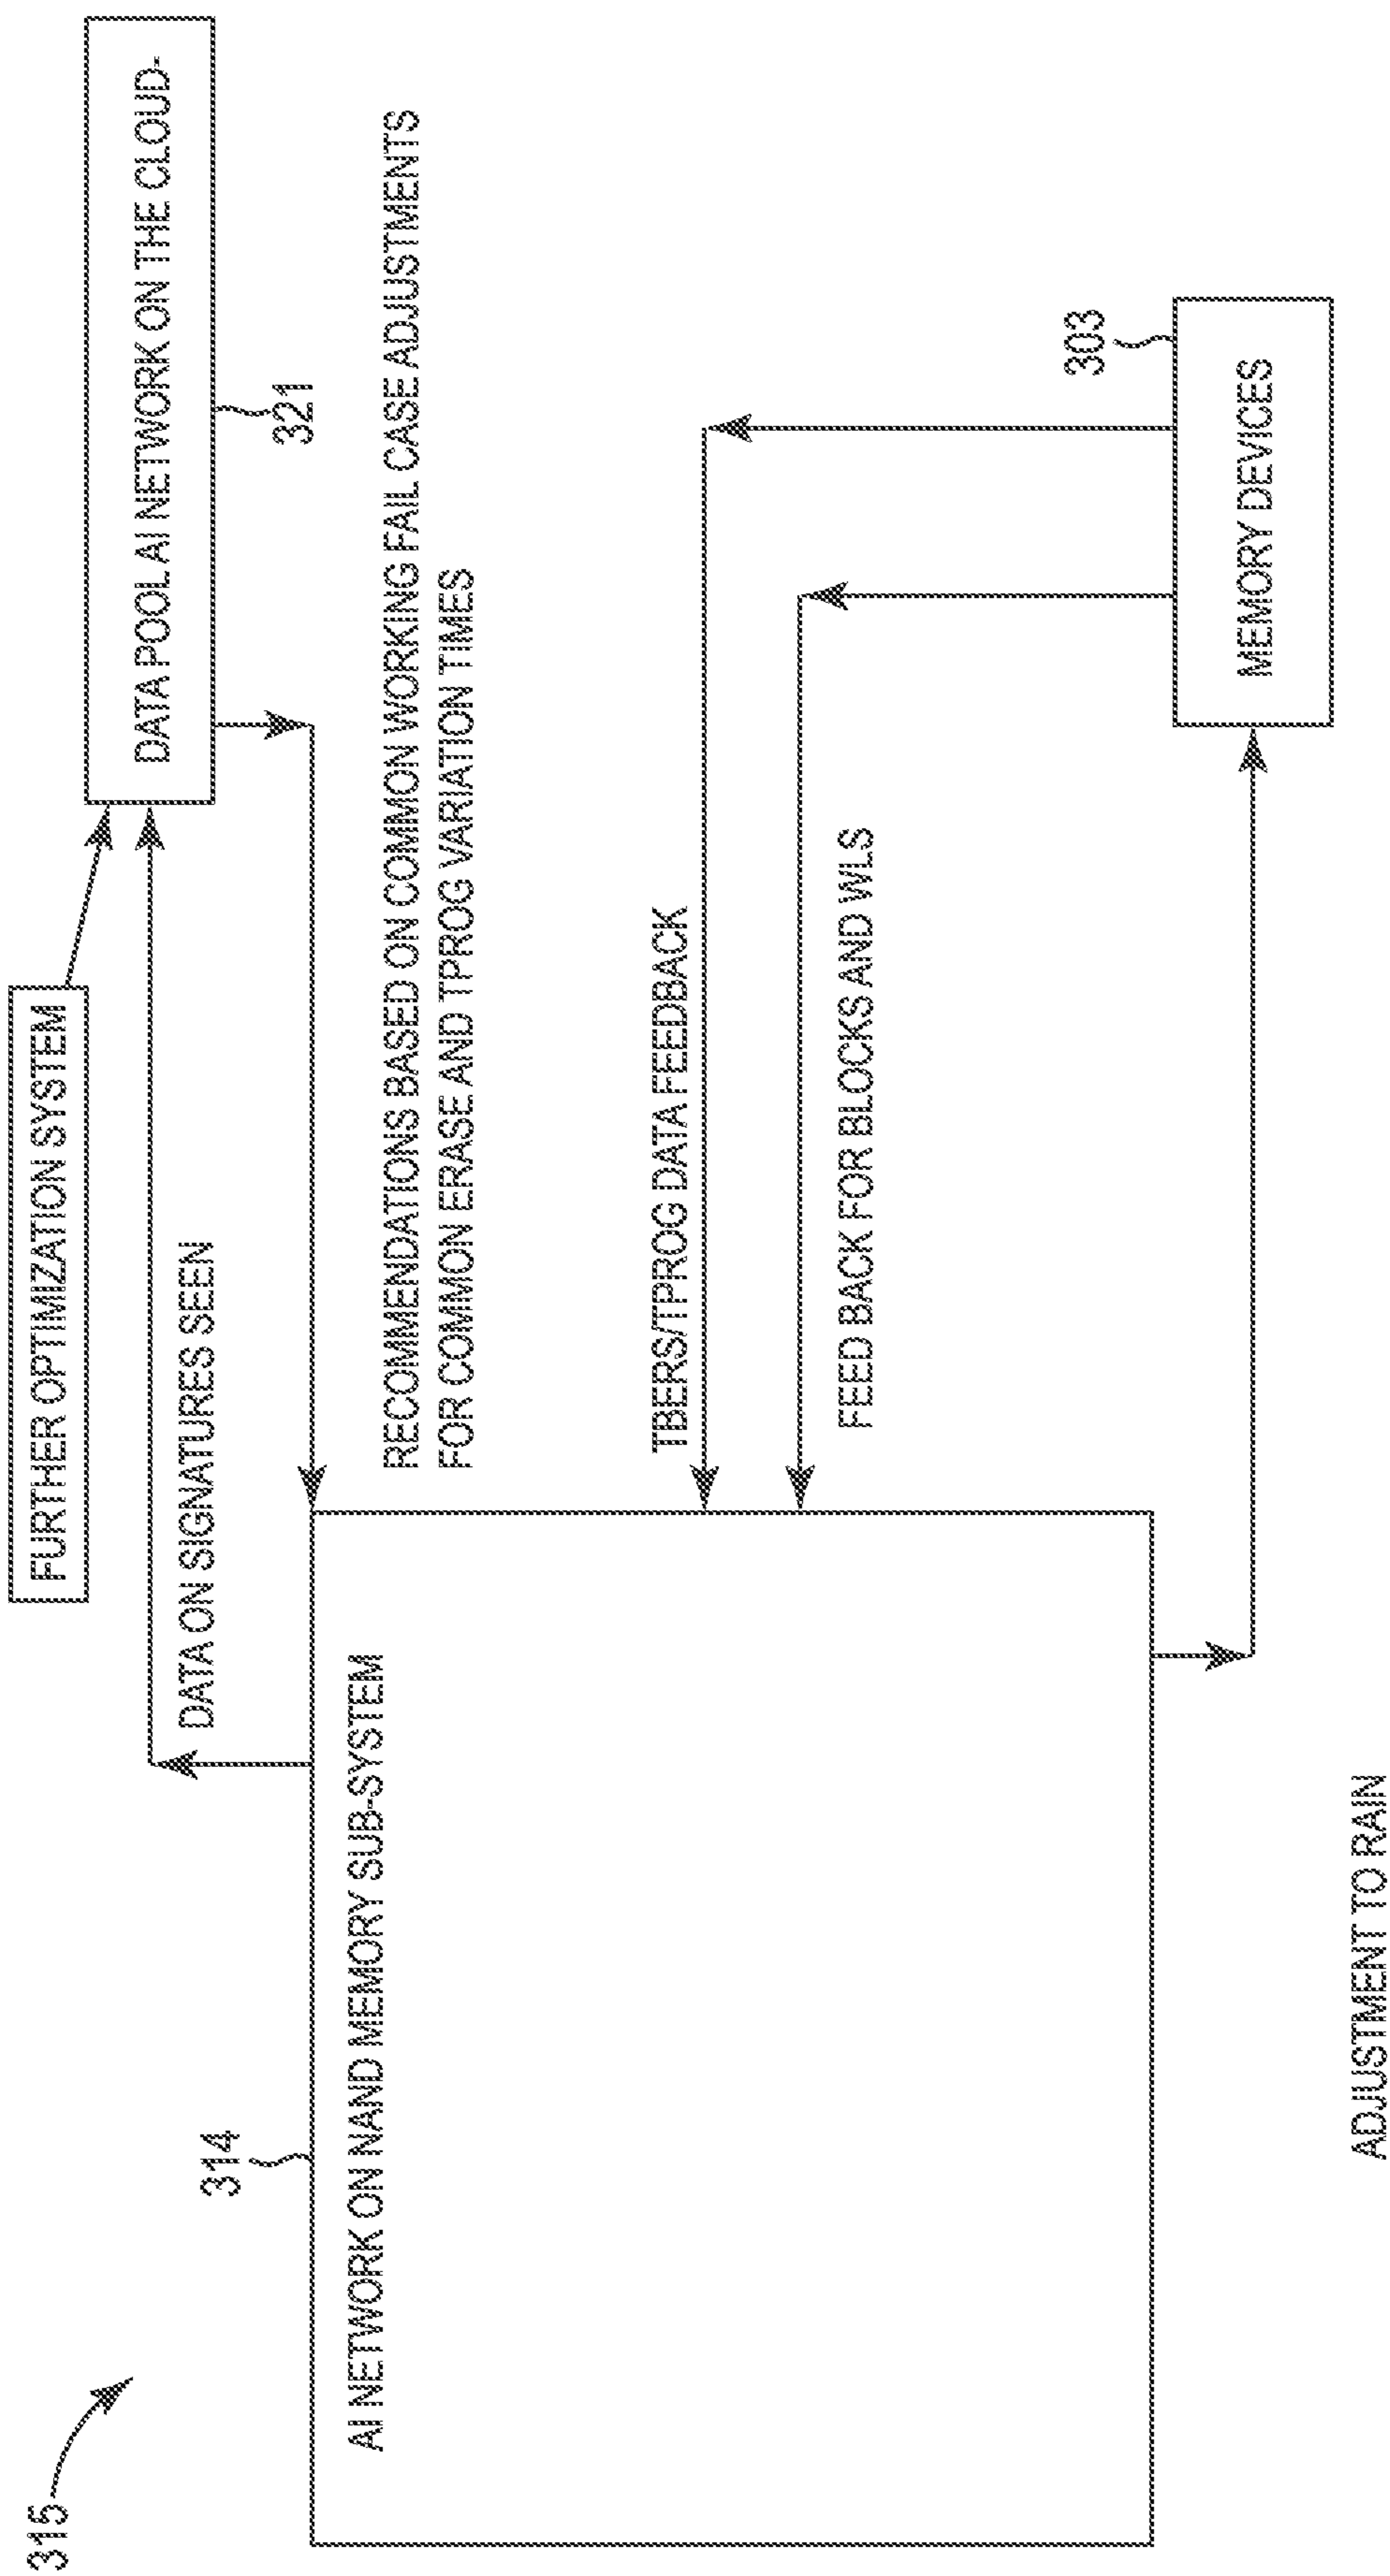 315
FURTHER OPTIMIZATION SYSTEM
DATA POOL AI NETWORK ON THE CLOUD-
321
DATA ON SIGNATURES SEEN
314
AI NETWORK ON NAND MEMORY SUB-SYSTEM
RECOMMENDATIONS BASED ON COMMON WORKING FAIL CASE ADJUSTMENTS
FOR COMMON ERASE AND TPROG VARIATION TIMES
TBERS/TPROG DATA FEEDBACK
FEED BACK FOR BLOCKS AND WLS
303
MEMORY DEVICES
ADJUSTMENT TO RAIN